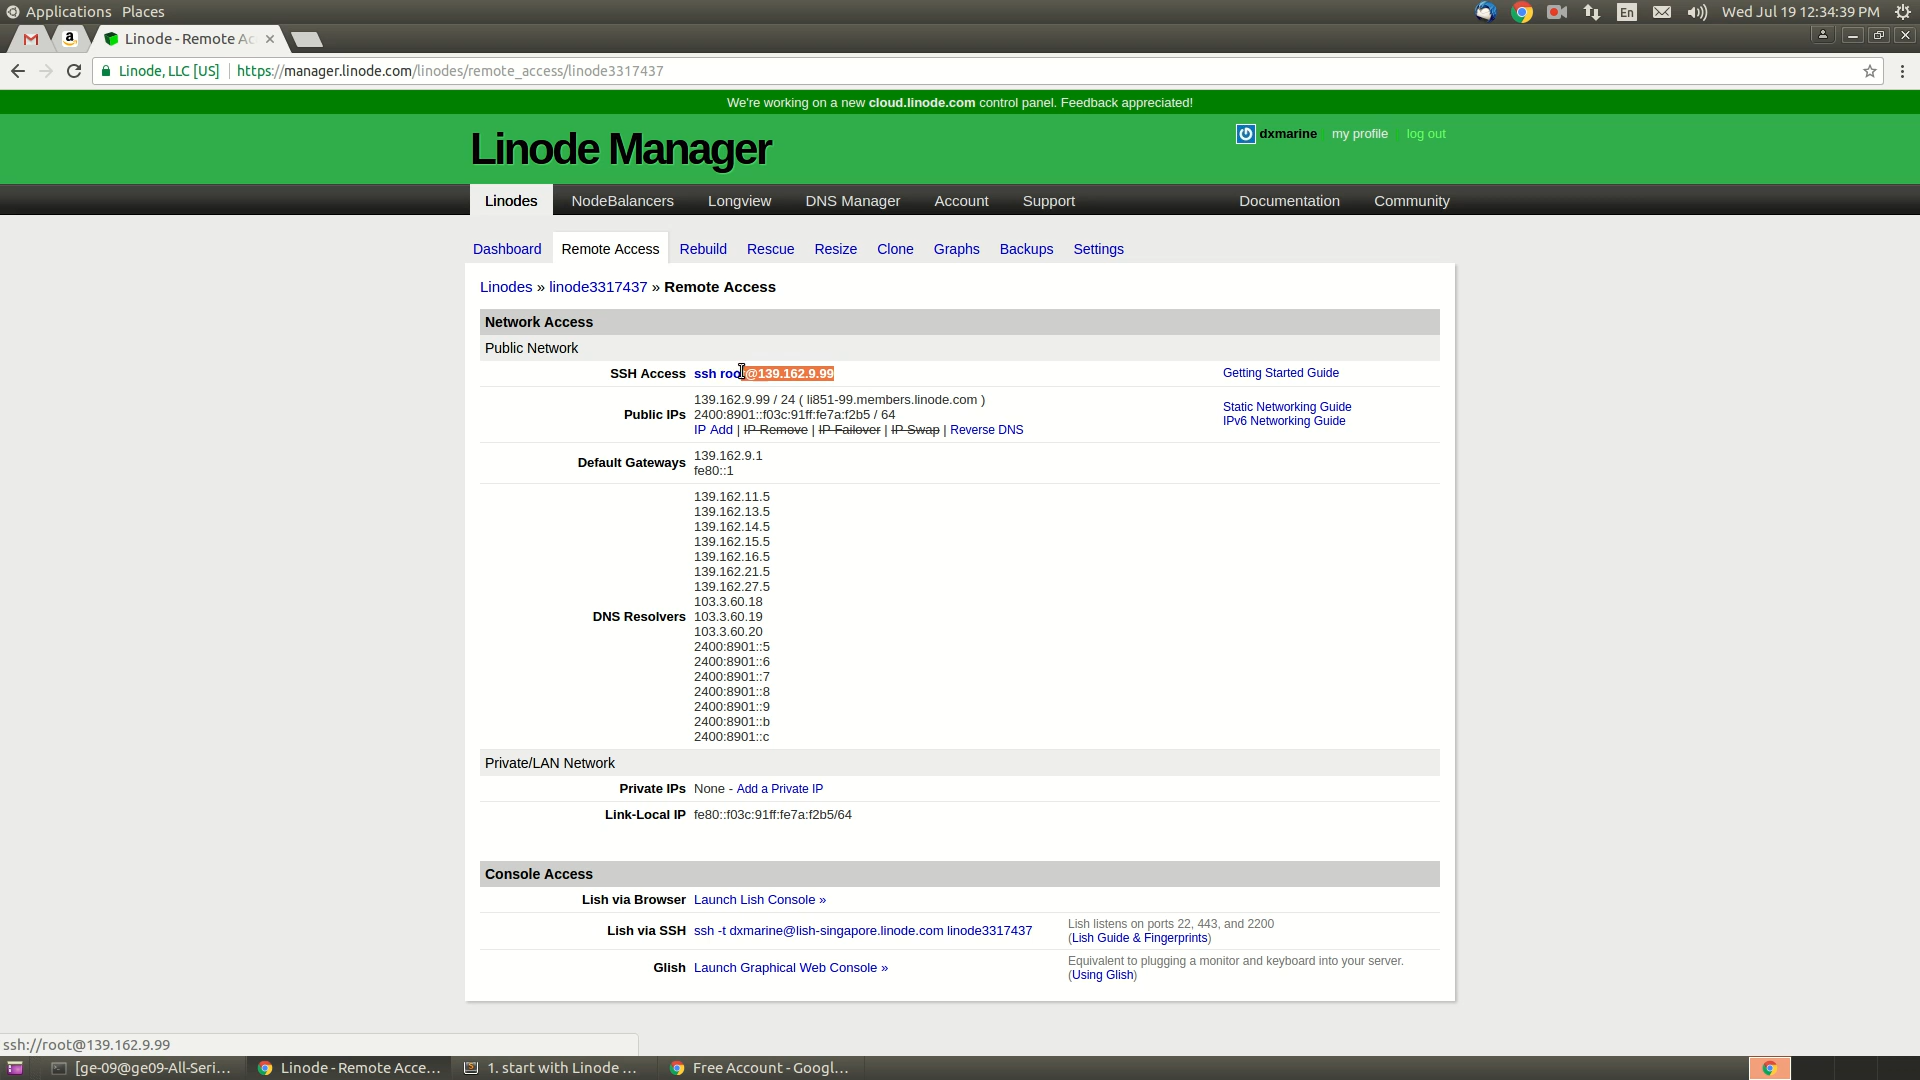 Applications Places
En Wed Jul 19 12:34:39 PM
Linode - Remote Ac
Linode, LLC [US] https://manager.linode.com/linodes/remote_access/linode3317437
We're working on a new cloud.linode.com control panel. Feedback appreciated!
Linode Manager
dxmarine my profile log out
Linodes NodeBalancers Longview DNS Manager Account Support Documentation Community
Dashboard Remote Access Rebuild Rescue Resize Clone Graphs Backups Settings
Linodes » linode3317437 » Remote Access
Network Access
Public Network
SSH Access ssh root@139.162.9.99 Getting Started Guide
Public IPs
139.162.9.99 / 24 ( li851-99.members.linode.com )
2400:8901::f03c:91ff:fe7a:f2b5 / 64
IP Add | IP Remove | IP Failover | IP Swap | Reverse DNS
Static Networking Guide
IPv6 Networking Guide
Default Gateways
139.162.9.1
fe80::1
DNS Resolvers
139.162.11.5
139.162.13.5
139.162.14.5
139.162.15.5
139.162.16.5
139.162.21.5
139.162.27.5
103.3.60.18
103.3.60.19
103.3.60.20
2400:8901::5
2400:8901::6
2400:8901::7
2400:8901::8
2400:8901::9
2400:8901::b
2400:8901::c
Private/LAN Network
Private IPs None - Add a Private IP
Link-Local IP fe80::f03c:91ff:fe7a:f2b5/64
Console Access
Lish via Browser Launch Lish Console »
Lish via SSH ssh -t dxmarine@lish-singapore.linode.com linode3317437
Lish listens on ports 22, 443, and 2200
(Lish Guide & Fingerprints)
Glish Launch Graphical Web Console »
Equivalent to plugging a monitor and keyboard into your server.
(Using Glish)
ssh://root@139.162.9.99
[ge-09@ge09-All-Seri... Linode - Remote Acce... 1. start with Linode ... Free Account - Googl...